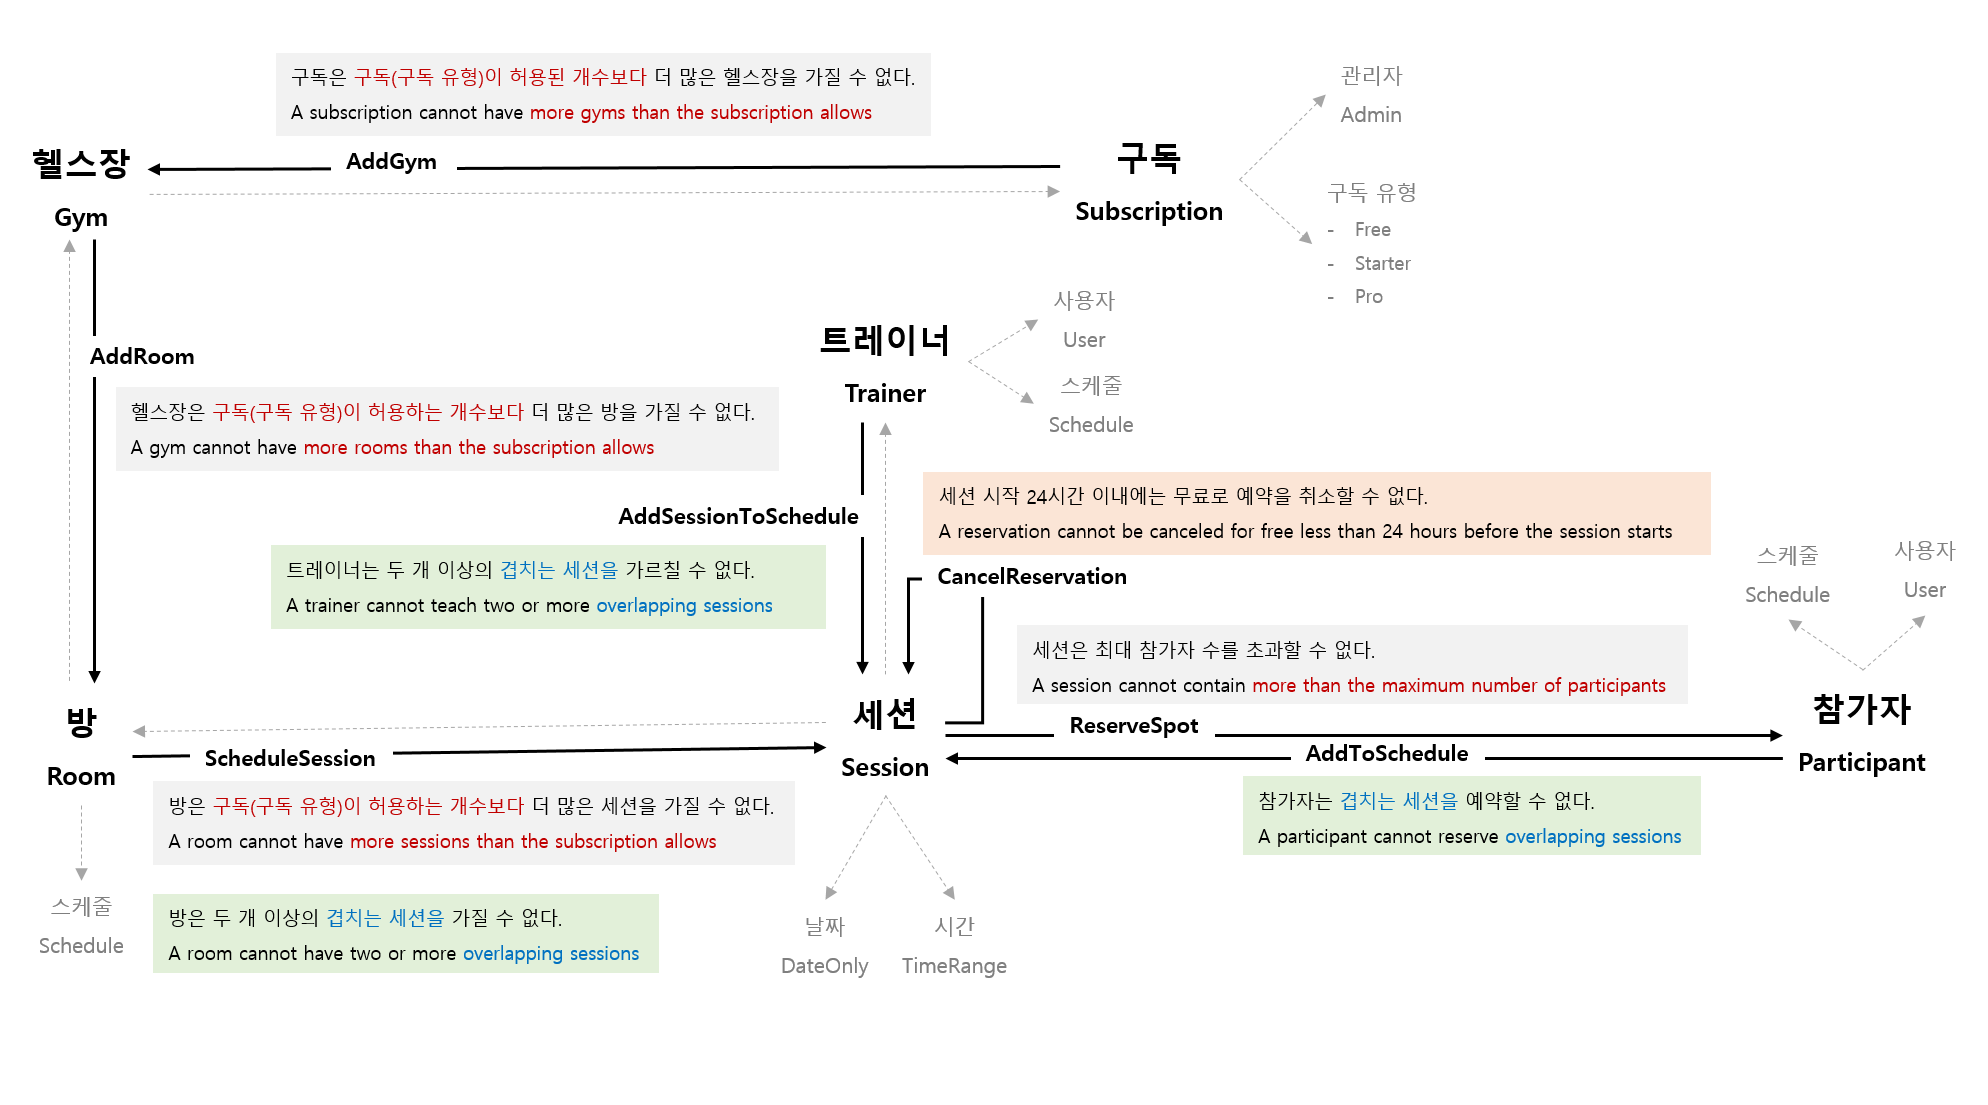 구독은 구독(구독 유형)이 허용된 개수보다 더 많은 헬스장을 가질 수 없다.
A subscription cannot have more gyms than the subscription allows
관리자
Admin
헬스장
Gym
AddGym
구독
Subscription
구독 유형
- Free
- Starter
- Pro
사용자
User
트레이너
Trainer
스케줄
Schedule
AddRoom
헬스장은 구독(구독 유형)이 허용하는 개수보다 더 많은 방을 가질 수 없다.
A gym cannot have more rooms than the subscription allows
AddSessionToSchedule
세션 시작 24시간 이내에는 무료로 예약을 취소할 수 없다.
A reservation cannot be canceled for free less than 24 hours before the session starts
CancelReservation
트레이너는 두 개 이상의 겹치는 세션을 가르칠 수 없다.
A trainer cannot teach two or more overlapping sessions
스케줄
Schedule
사용자
User
세션은 최대 참가자 수를 초과할 수 없다.
A session cannot contain more than the maximum number of participants
방
Room
ScheduleSession
세션
Session
ReserveSpot
AddToSchedule
참가자
Participant
방은 구독(구독 유형)이 허용하는 개수보다 더 많은 세션을 가질 수 없다.
A room cannot have more sessions than the subscription allows
참가자는 겹치는 세션을 예약할 수 없다.
A participant cannot reserve overlapping sessions
스케줄
Schedule
방은 두 개 이상의 겹치는 세션을 가질 수 없다.
A room cannot have two or more overlapping sessions
날짜
DateOnly
시간
TimeRange